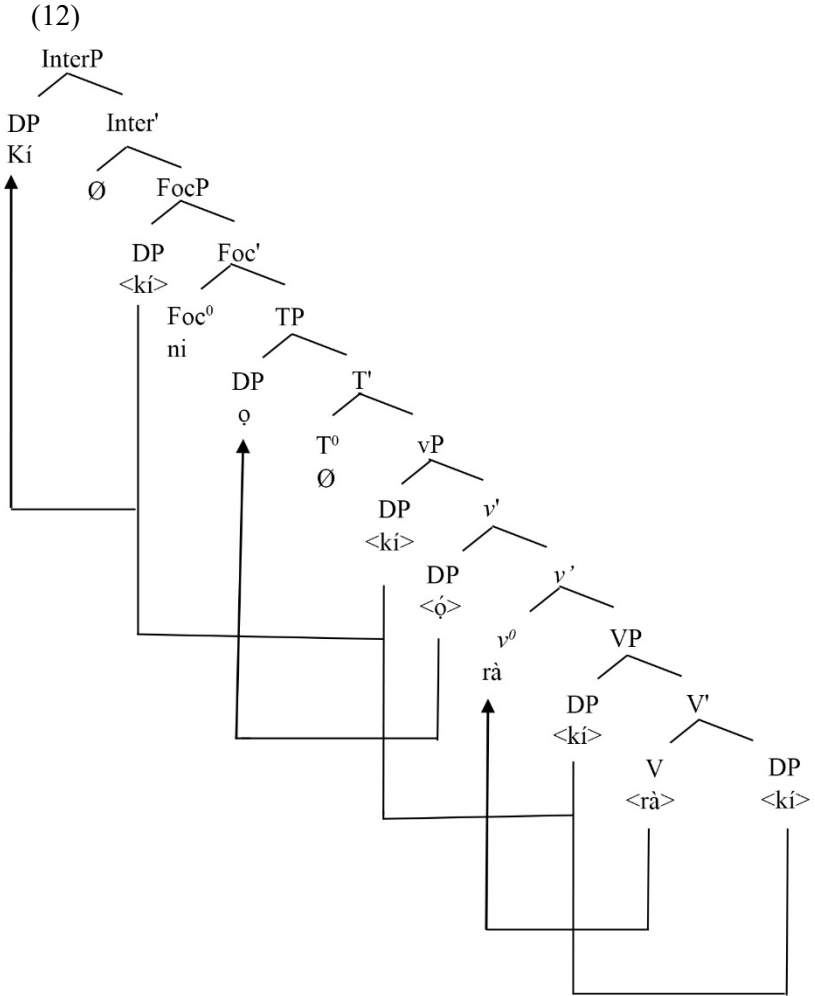 (12)
InterP
DP Inter'
Kí
Ø FocP
DP Foc'
<kí>
Foc⁰ TP
ni
DP T'
ọ
T⁰ vP
Ø
DP v'
<kí>
DP v’
<ọ́>
v⁰ VP
rà
DP V'
<kí>
V DP
<rà> <kí>